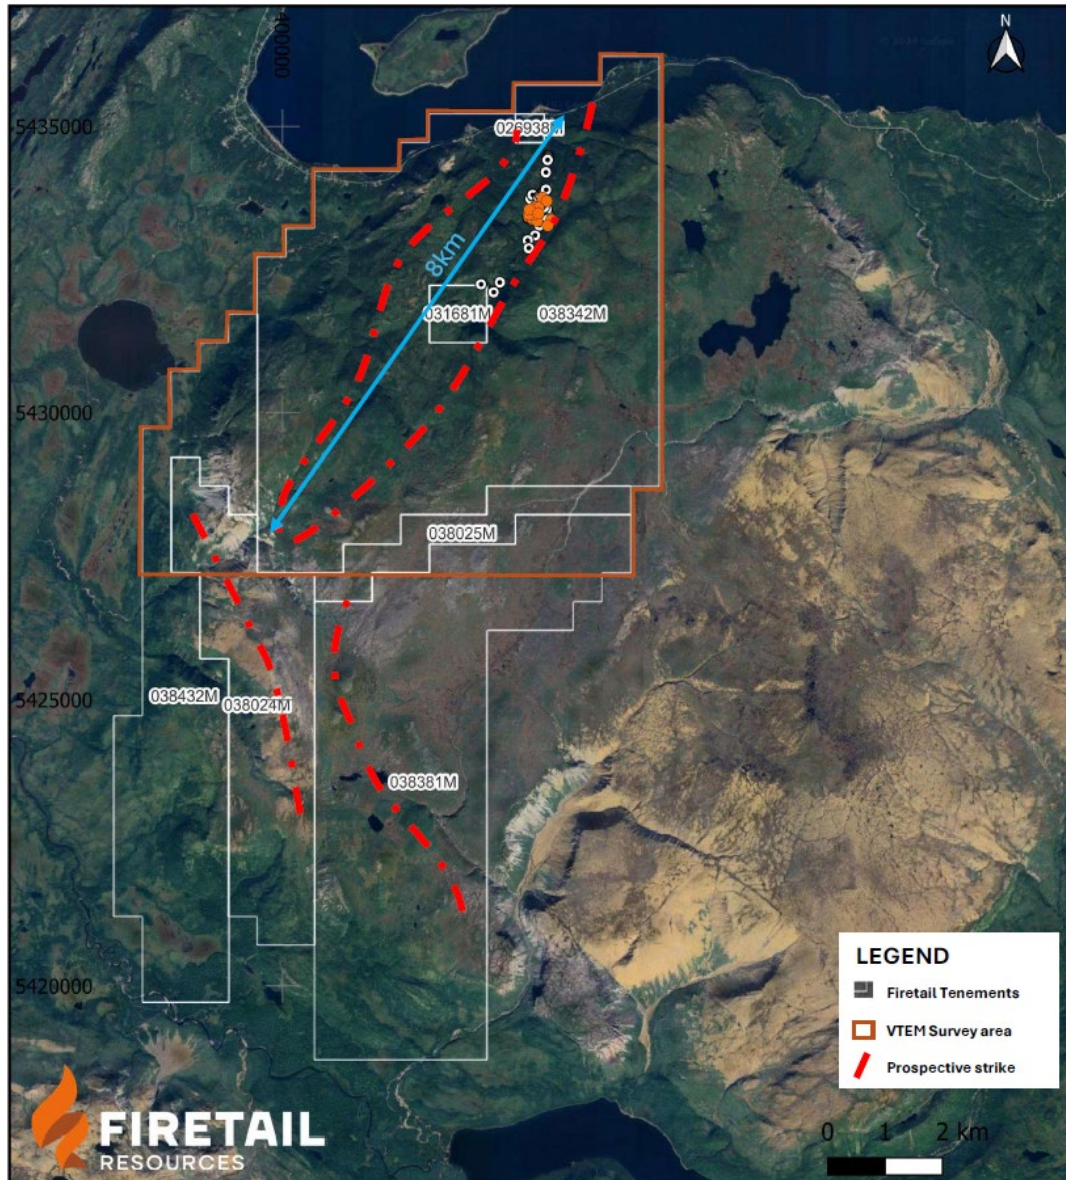 N
40000
5435000
026938M
8km
031681M
038342M
5430000
038025M
5425000
038432M
038024M
038381M
5420000
LEGEND
Firetail Tenements
VTEM Survey area
Prospective strike
FIRETAIL
RESOURCES
0 1 2 km